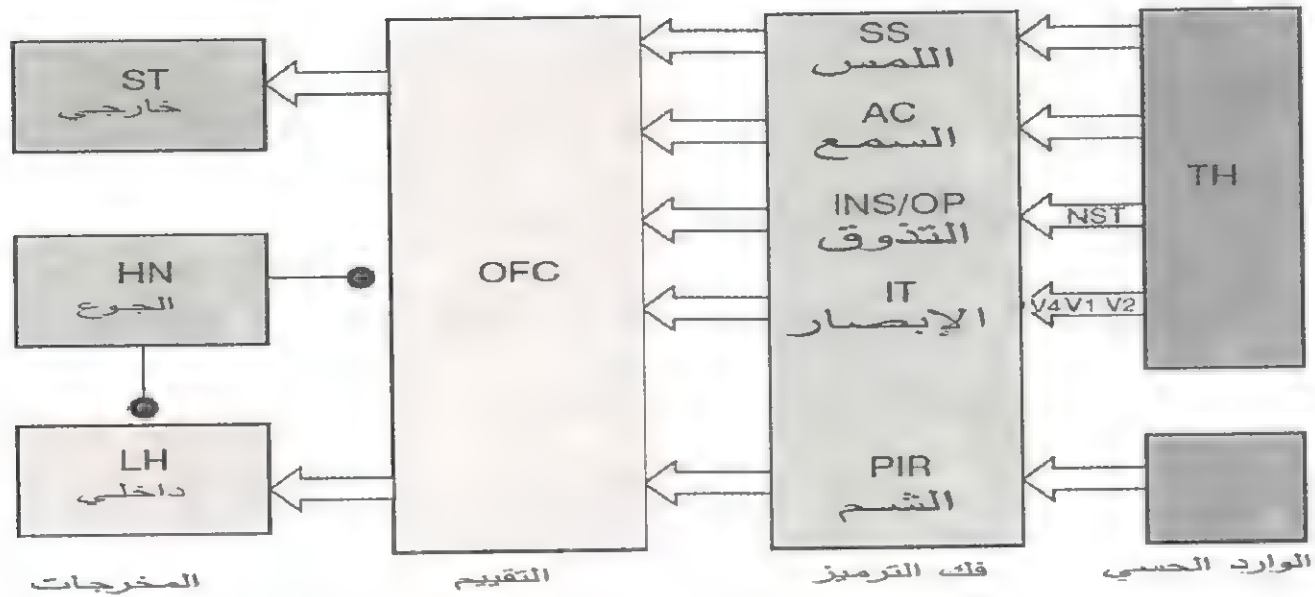 TH
SS
اللمس
AC
السمع
NST
INS/OP
التذوق
V4 V1 V2
IT
الإبصار
PIR
الشم
OFC
ST
خارجي
HN
الجوع
LH
داخلي
الوارد الحسي
فك الترميز
التقييم
المخرجات